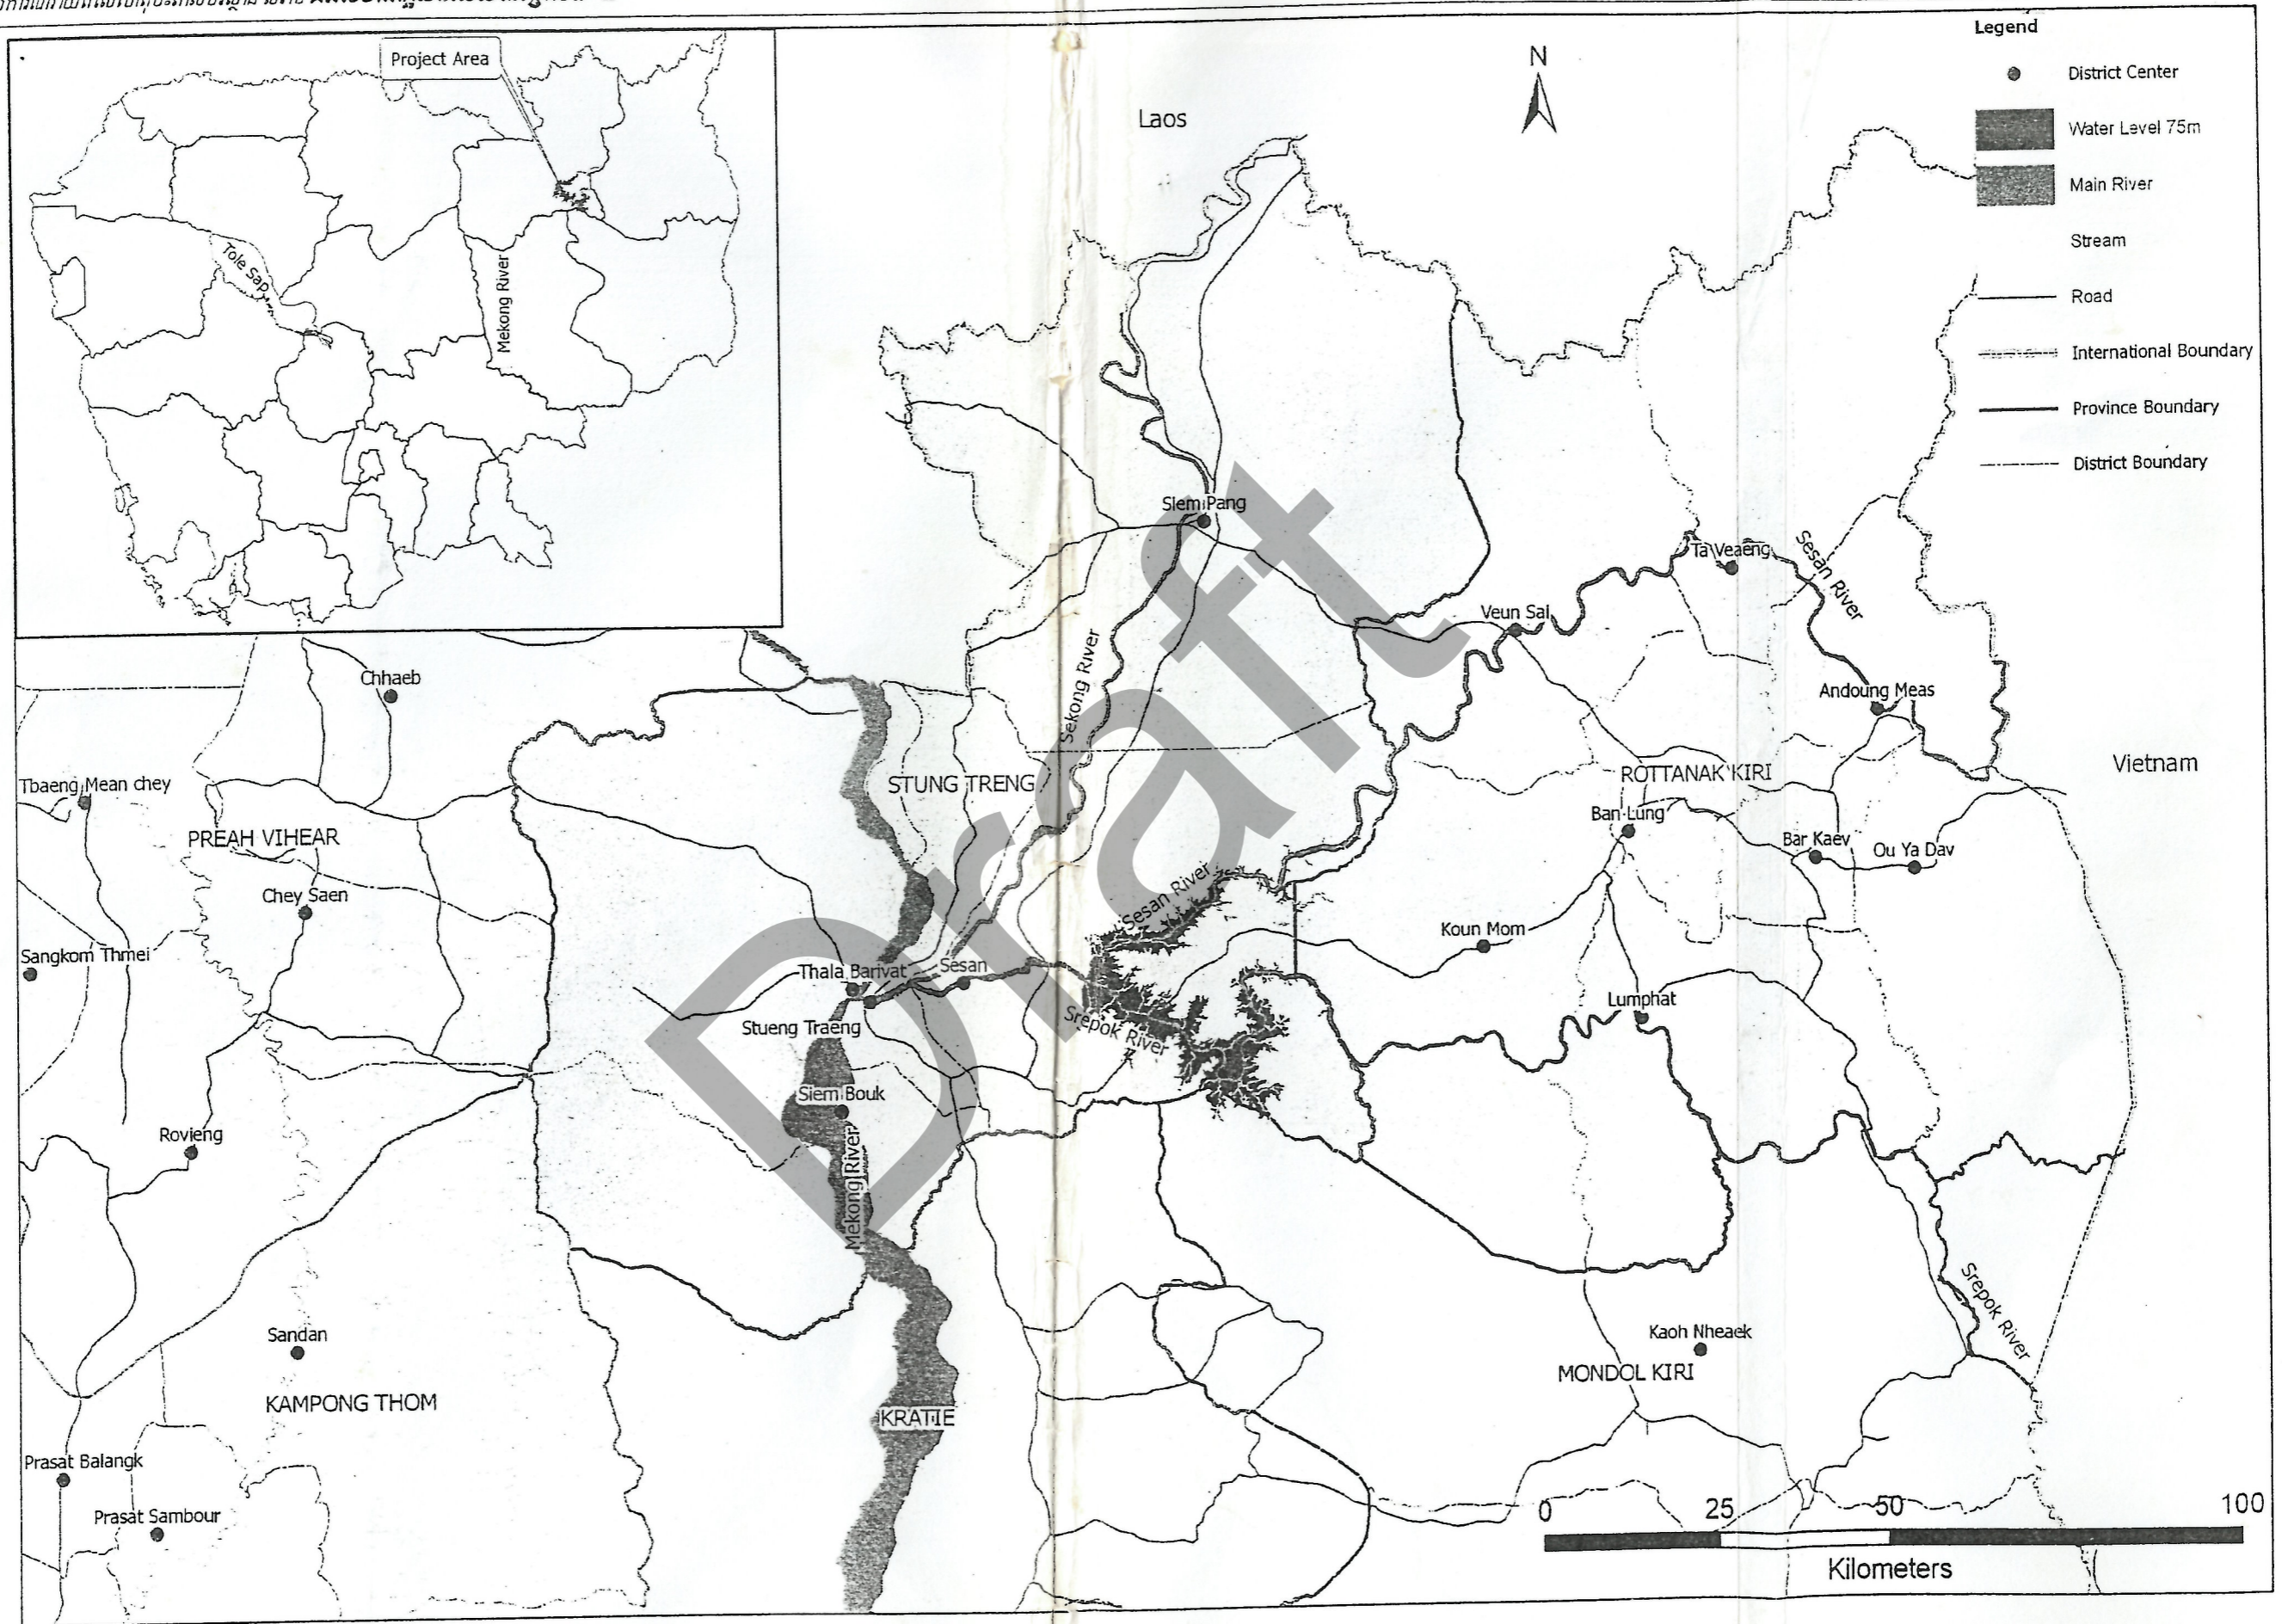 Project Area
Tole Sap
Mekong River
Laos
N
Legend
District Center
Water Level 75m
Main River
Stream
Road
International Boundary
Province Boundary
District Boundary
Siem Pang
Ta Veaeng
Sesan River
Veun Sai
Sekong River
Chhaeb
Andoung Meas
Vietnam
Tbaeng Mean chey
STUNG TRENG
ROTTANAK KIRI
PREAH VIHEAR
Ban Lung
Bar Kaev
Ou Ya Dav
Chey Saen
Sesan River
Koun Mom
Sangkom Thmei
Thala Barivat
Sesan
Lumphat
Stueng Traeng
Srepok River
Siem Bouk
Rovieng
Mekong River
Draft
Srepok River
Sandan
Kaoh Nheaek
MONDOL KIRI
KAMPONG THOM
KRATIE
Prasat Balangk
Prasat Sambour
0 25 50 100
Kilometers